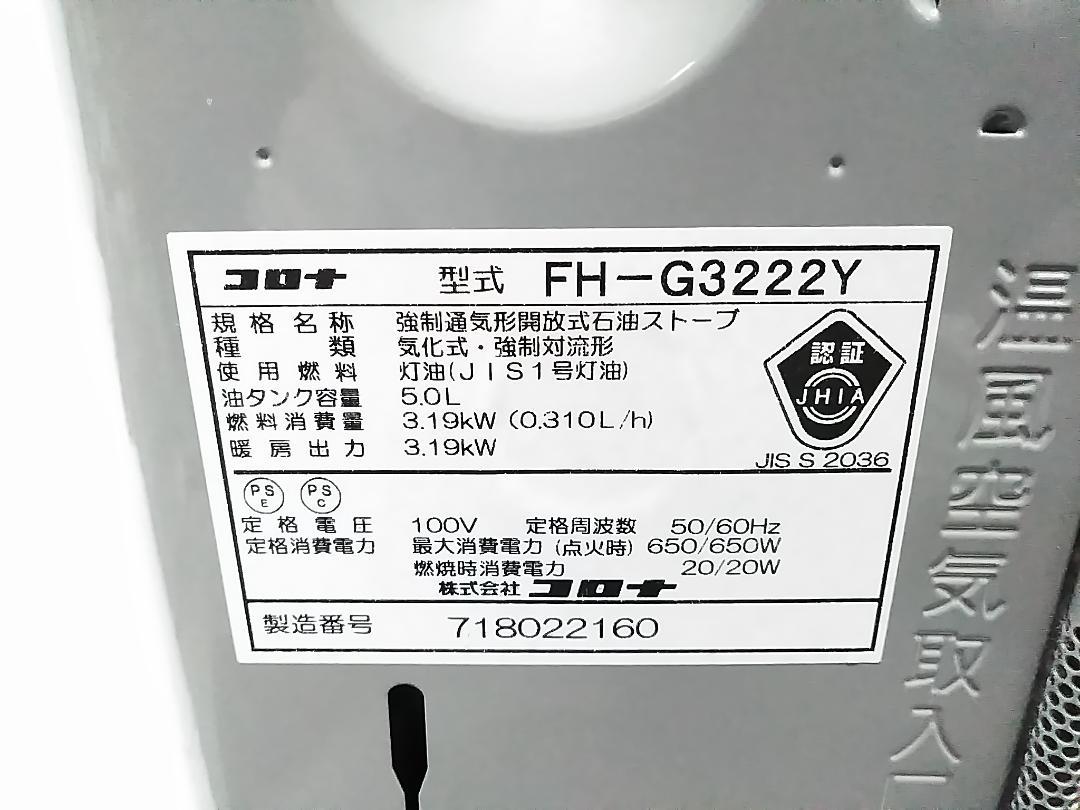 コロナ 型式 FH-G3222Y
規格名称 強制通気形開放式石油ストーブ
種類 気化式・強制対流形
使用燃料 灯油(JIS1号灯油)
油タンク容量 5.0L
燃料消費量 3.19kW (0.310L/h)
暖房出力 3.19kW
認証
JHIA
JIS S 2036
PSE PSC
定格電圧 100V 定格周波数 50/60Hz
定格消費電力 最大消費電力(点火時) 650/650W
燃焼時消費電力 20/20W
株式会社 コロナ
製造番号 718022160
温風空気取入